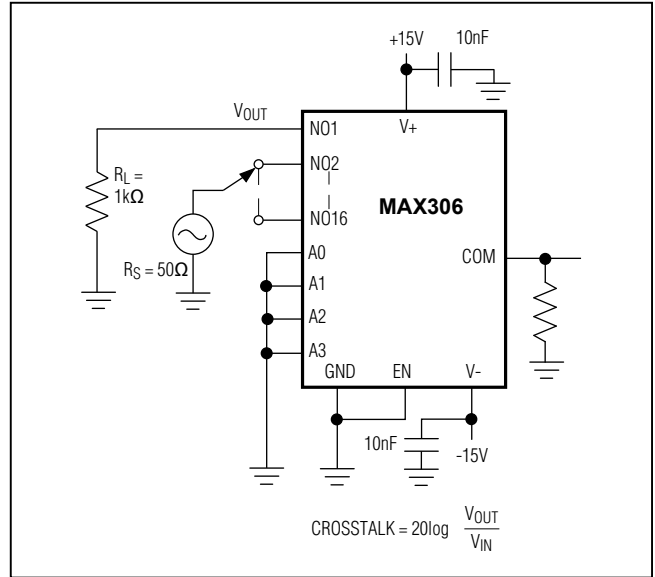 +15V
10nF
VOUT
NO1
V+
RL =
1kΩ
NO2
NO16
MAX306
RS = 50Ω
A0
COM
A1
A2
A3
GND
EN
V-
10nF
-15V
CROSSTALK = 20log VOUT
VIN